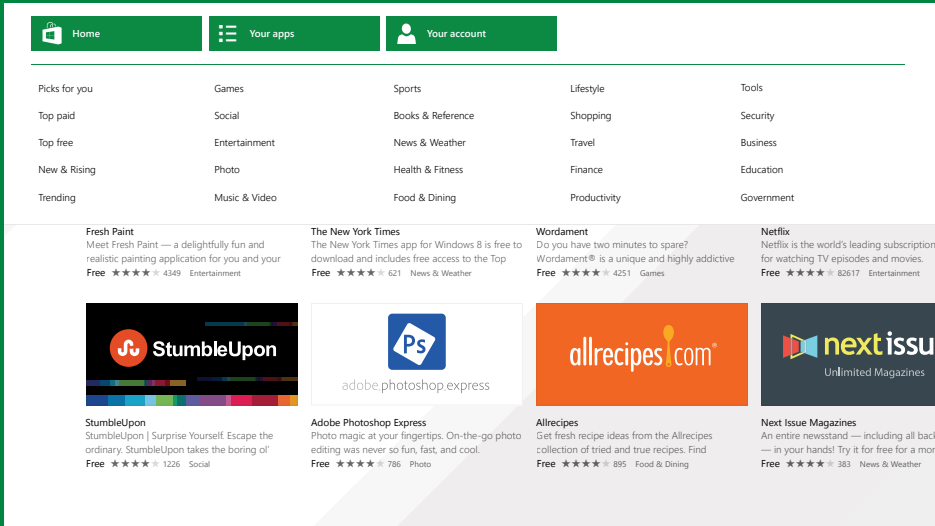 Home
Your apps
Your account
Picks for you
Games
Sports
Lifestyle
Tools
Top paid
Social
Books & Reference
Shopping
Security
Top free
Entertainment
News & Weather
Travel
Business
New & Rising
Photo
Health & Fitness
Finance
Education
Trending
Music & Video
Food & Dining
Productivity
Government
Fresh Paint
Meet Fresh Paint — a delightfully fun and
realistic painting application for you and your
Free 4349 Entertainment
The New York Times
The New York Times app for Windows 8 is free to
download and includes free access to the Top
Free 621 News & Weather
Wordament
Do you have two minutes to spare?
Wordament® is a unique and highly addictive
Free 4251 Games
Netflix
Netflix is the world's leading subscription
for watching TV episodes and movies.
Free 82617 Entertainment
StumbleUpon
StumbleUpon
StumbleUpon | Surprise Yourself. Escape the
ordinary. StumbleUpon takes the boring ol'
Free 1226 Social
Ps
adobe photoshop express
Adobe Photoshop Express
Photo magic at your fingertips. On-the-go photo
editing was never so fun, fast, and cool.
Free 786 Photo
allrecipes.com®
Allrecipes
Get fresh recipe ideas from the Allrecipes
collection of tried and true recipes. Find
Free 895 Food & Dining
next issu
Unlimited Magazines
Next Issue Magazines
An entire newsstand — including all back
— in your hands! Try it for free for a mon
Free 383 News & Weather